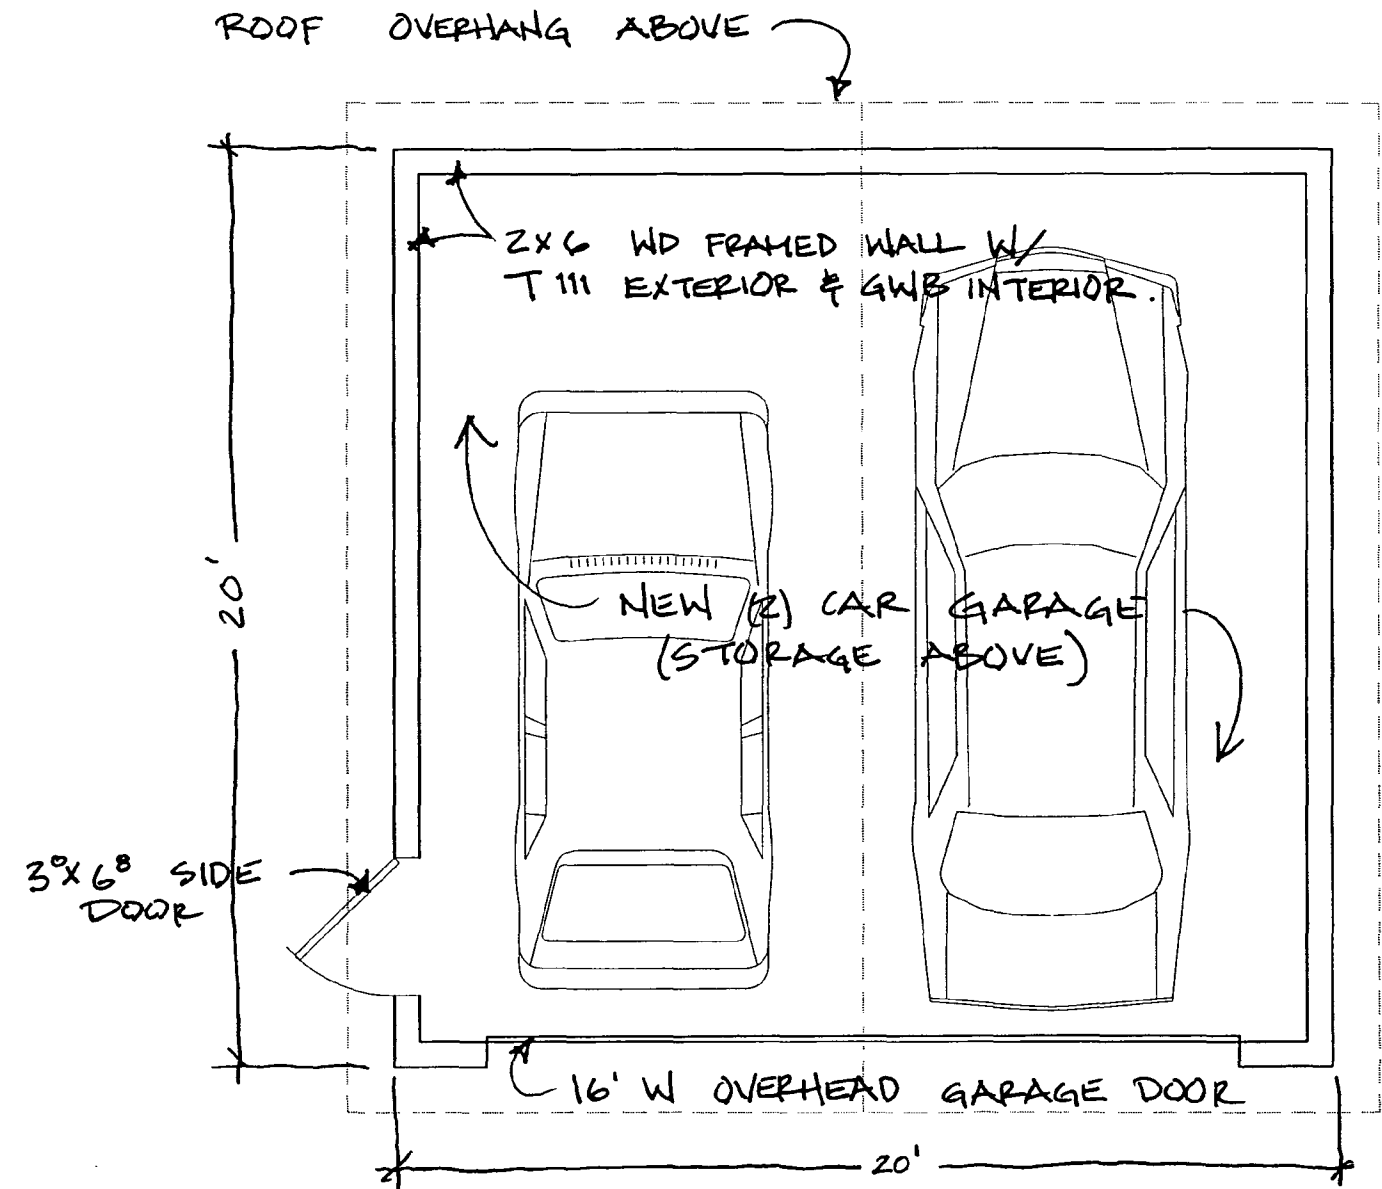 ROOF OVERHANG ABOVE
2X6 WD FRAMED WALL W/
T 111 EXTERIOR & GWB INTERIOR.
20'
NEW (2) CAR GARAGE
(STORAGE ABOVE)
3⁰X6⁸ SIDE
DOOR
16' W OVERHEAD GARAGE DOOR
20'